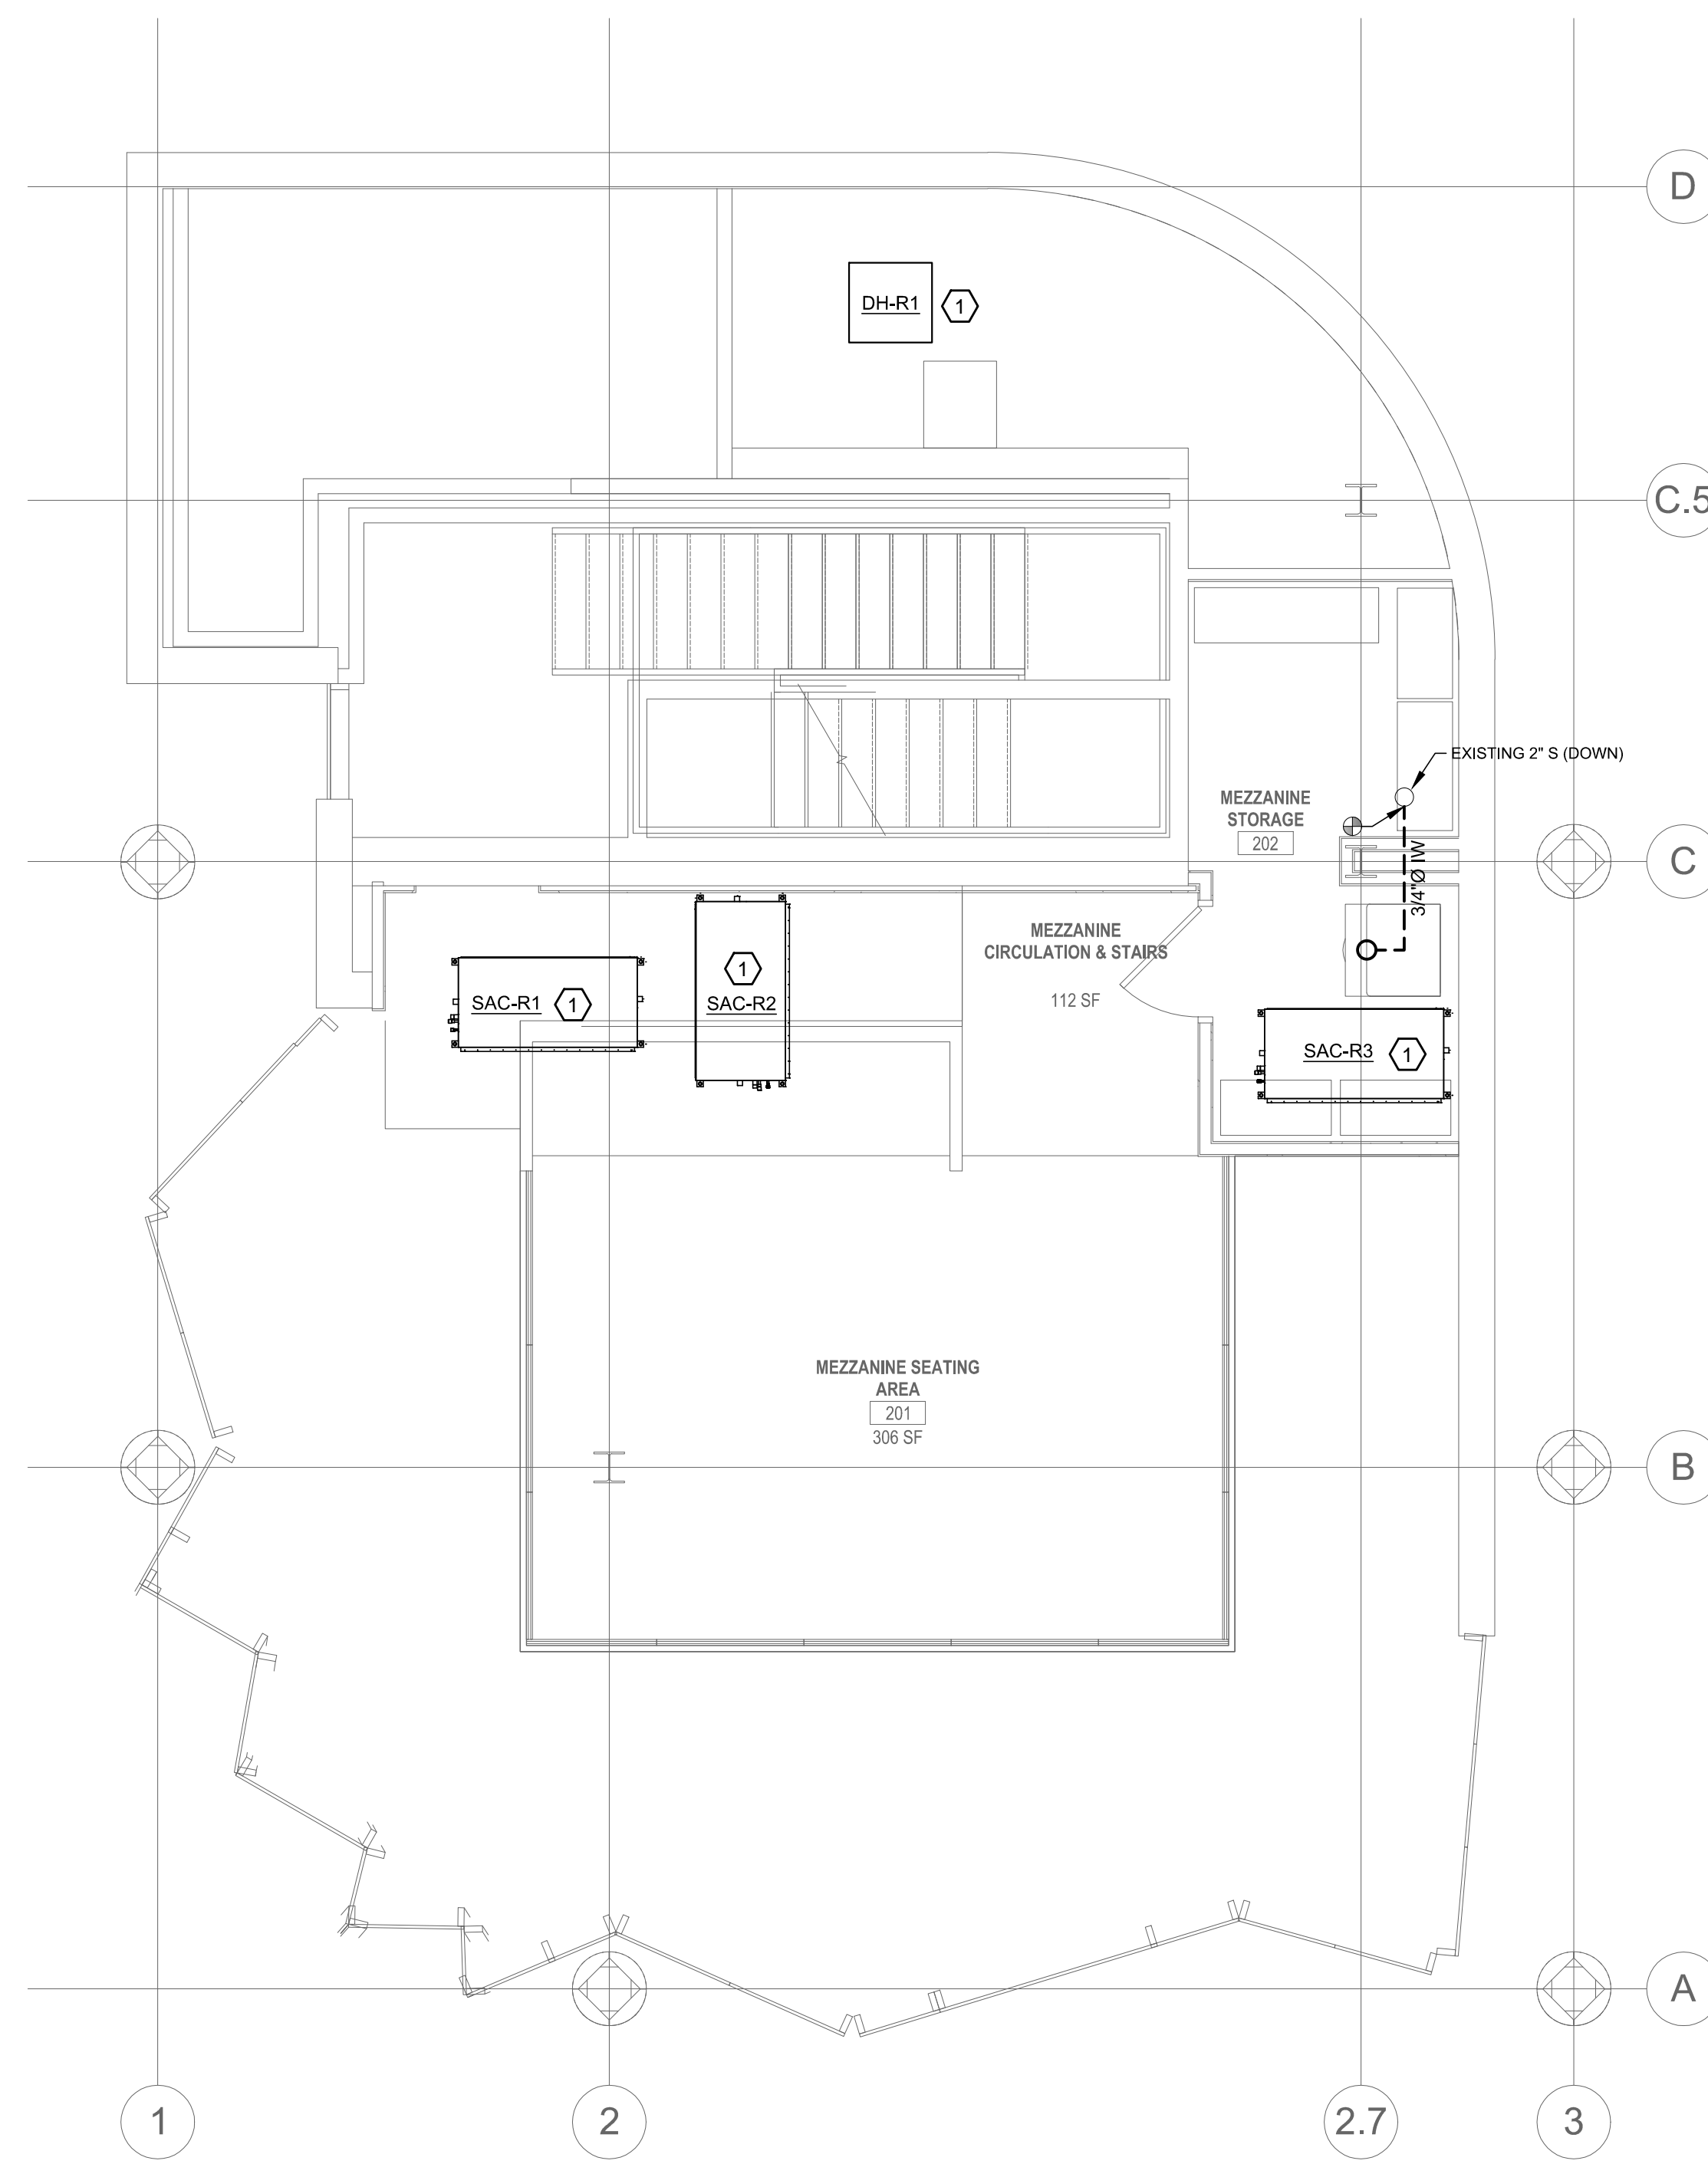 D
DH-R1
1
C.5
EXISTING 2" S (DOWN)
MEZZANINE
STORAGE
202
3/4"Ø IW
C
MEZZANINE
CIRCULATION & STAIRS
112 SF
SAC-R1
1
1
SAC-R2
SAC-R3
1
MEZZANINE SEATING
AREA
201
306 SF
B
A
1
2
2.7
3